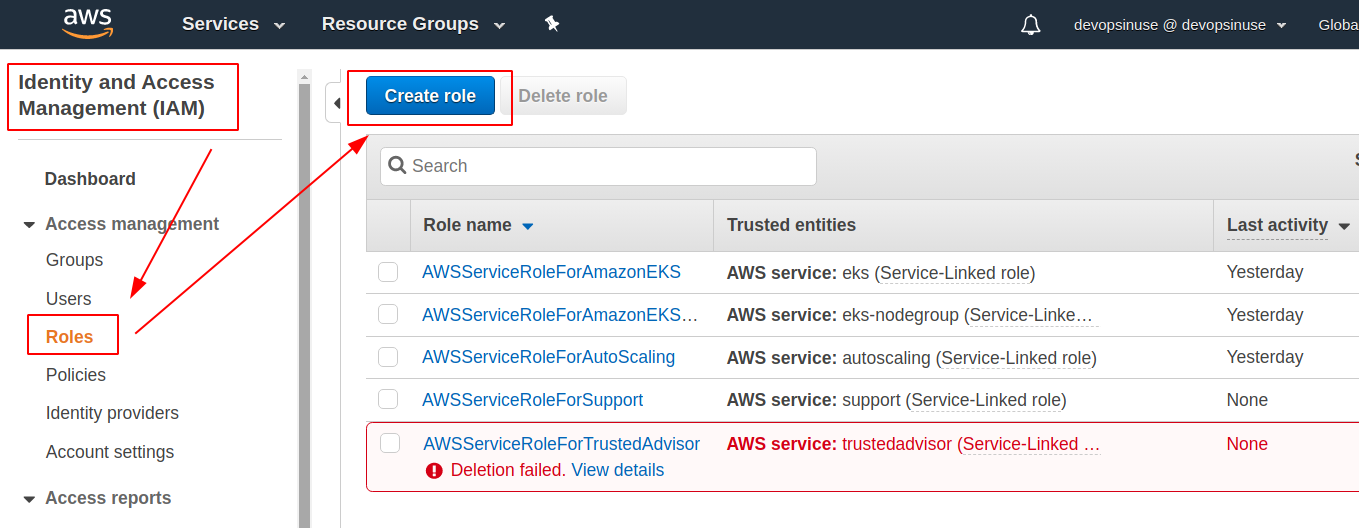 aws
Services
Resource Groups
devopsinuse @ devopsinuse
Globa
Identity and Access
Management (IAM)
Dashboard
Access management
Groups
Users
Roles
Policies
Identity providers
Account settings
Access reports
Create role
Delete role
Search
S
Role name
Trusted entities
Last activity
AWSServiceRoleForAmazonEKS
AWS service: eks (Service-Linked role)
Yesterday
AWSServiceRoleForAmazonEKS…
AWS service: eks-nodegroup (Service-Linke…
Yesterday
AWSServiceRoleForAutoScaling
AWS service: autoscaling (Service-Linked role)
Yesterday
AWSServiceRoleForSupport
AWS service: support (Service-Linked role)
None
AWSServiceRoleForTrustedAdvisor
AWS service: trustedadvisor (Service-Linked …
None
Deletion failed. View details